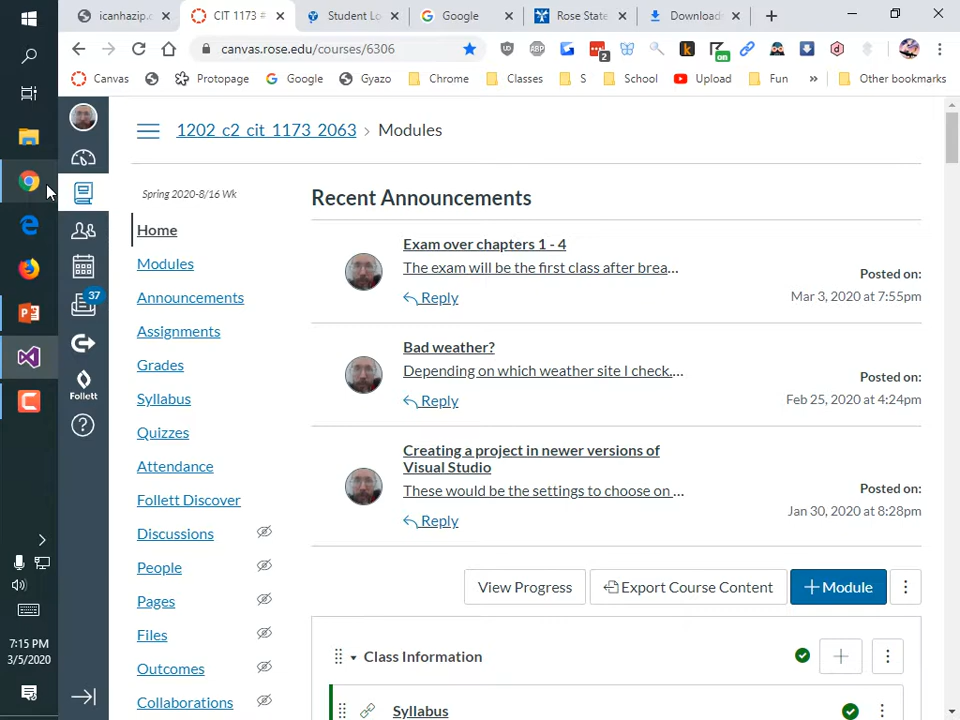 icanhazip.c
CIT 1173 #
Student Lo
Google
Rose State
Download
canvas.rose.edu/courses/6306
ABP
2
on
Canvas
Protopage
Google
Gyazo
Chrome
Classes
S
School
Upload
Fun
»
Other bookmarks
1202_c2_cit_1173_2063 › Modules
Spring 2020-8/16 Wk
Home
Modules
Announcements
Assignments
Grades
Syllabus
Quizzes
Attendance
Follett Discover
Discussions
People
Pages
Files
Outcomes
Collaborations
37
Follett
Recent Announcements
Exam over chapters 1 - 4
The exam will be the first class after brea...
Reply
Posted on:
Mar 3, 2020 at 7:55pm
Bad weather?
Depending on which weather site I check....
Reply
Posted on:
Feb 25, 2020 at 4:24pm
Creating a project in newer versions of
Visual Studio
These would be the settings to choose on ...
Reply
Posted on:
Jan 30, 2020 at 8:28pm
View Progress
Export Course Content
+ Module
Class Information
Syllabus
7:15 PM
3/5/2020